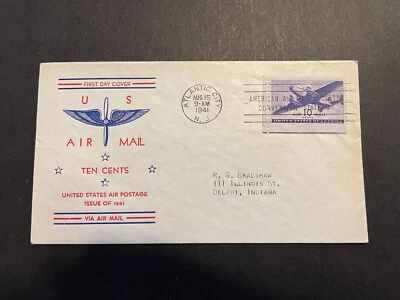 FIRST DAY COVER
U S
AIR MAIL
TEN CENTS
UNITED STATES AIR POSTAGE
ISSUE OF 1941
VIA AIR MAIL
ATLANTIC CITY
AUG 15
9-AM
1941
N. J.
AMERICAN AIR
10¢
AIR MAIL
UNITED STATES OF AMERICA
R. G. BRADSHAW
111 ILLINOIS ST.
DELPHI, INDIANA